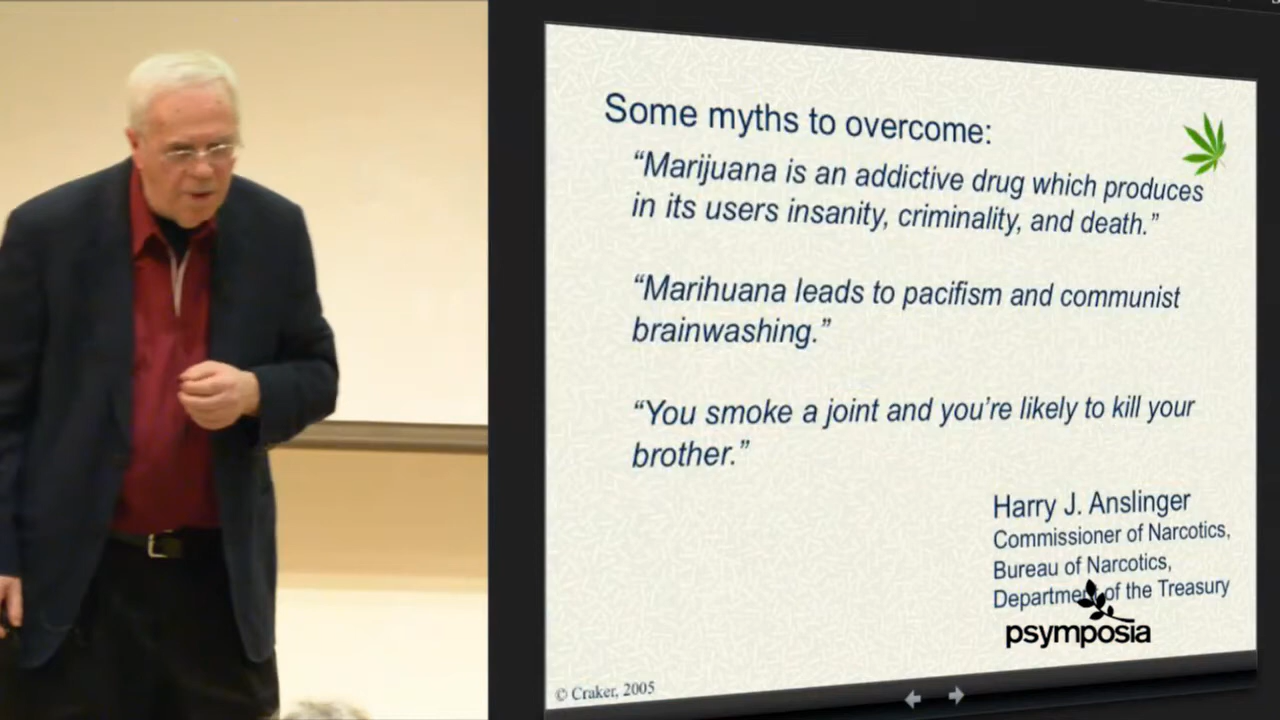 Some myths to overcome:
“Marijuana is an addictive drug which produces
in its users insanity, criminality, and death.”
“Marihuana leads to pacifism and communist
brainwashing.”
“You smoke a joint and you’re likely to kill your
brother.”
Harry J. Anslinger
Commissioner of Narcotics,
Bureau of Narcotics,
Department of the Treasury
psymposia
© Craker, 2005